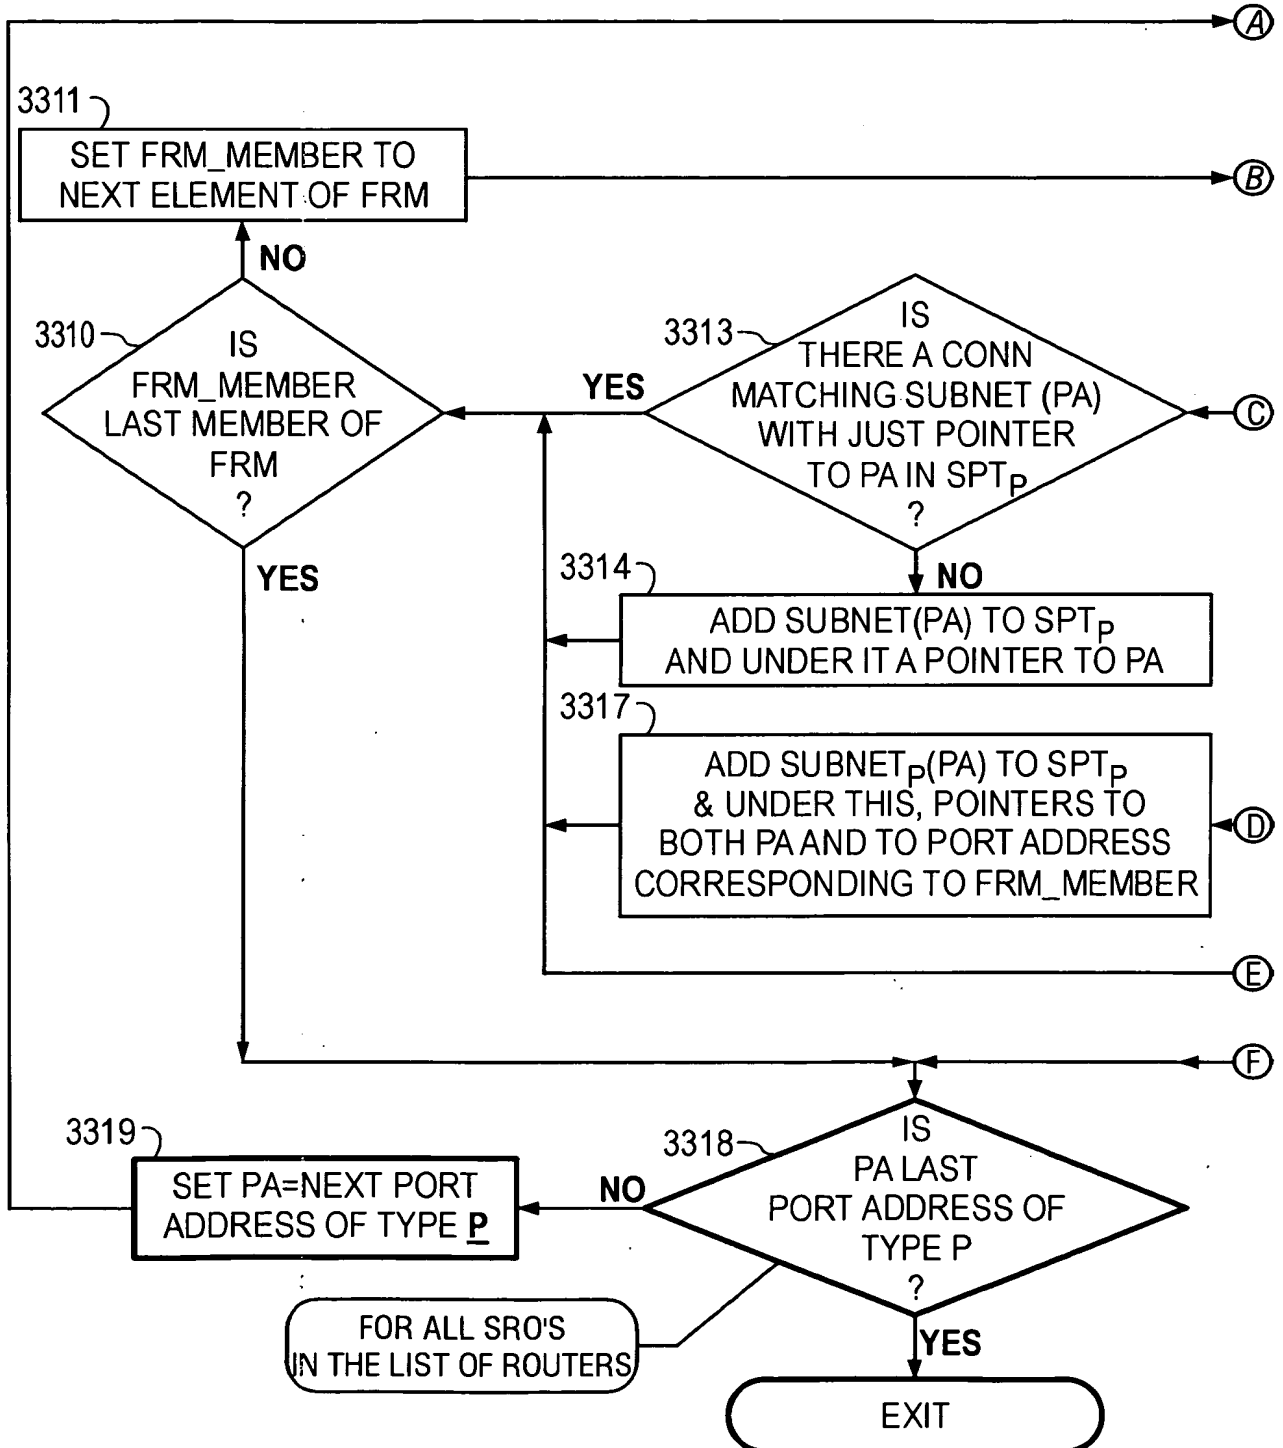 A
3311
SET FRM_MEMBER TO
NEXT ELEMENT OF FRM
B
NO
3310
IS
FRM_MEMBER
LAST MEMBER OF
FRM
?
YES
3313
IS
THERE A CONN
MATCHING SUBNET (PA)
WITH JUST POINTER
TO PA IN SPTP
?
YES
C
NO
3314
ADD SUBNET(PA) TO SPTP
AND UNDER IT A POINTER TO PA
3317
ADD SUBNETP(PA) TO SPTP
& UNDER THIS, POINTERS TO
BOTH PA AND TO PORT ADDRESS
CORRESPONDING TO FRM_MEMBER
D
E
F
3318
IS
PA LAST
PORT ADDRESS OF
TYPE P
?
NO
3319
SET PA=NEXT PORT
ADDRESS OF TYPE P
FOR ALL SRO'S
IN THE LIST OF ROUTERS
YES
EXIT